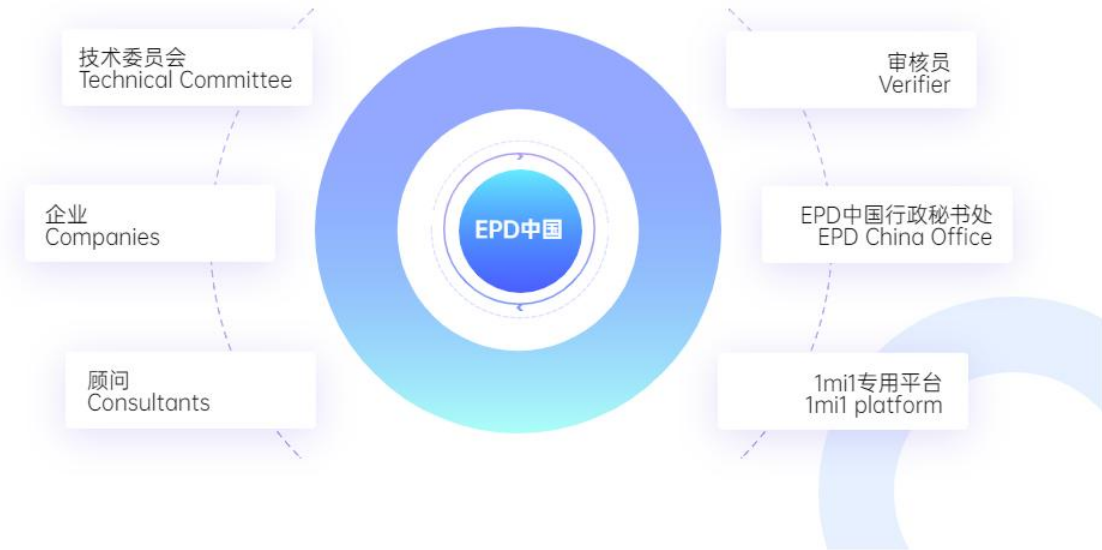 技术委员会
Technical Committee
企业
Companies
顾问
Consultants
EPD中国
审核员
Verifier
EPD中国行政秘书处
EPD China Office
1mi1专用平台
1mi1 platform